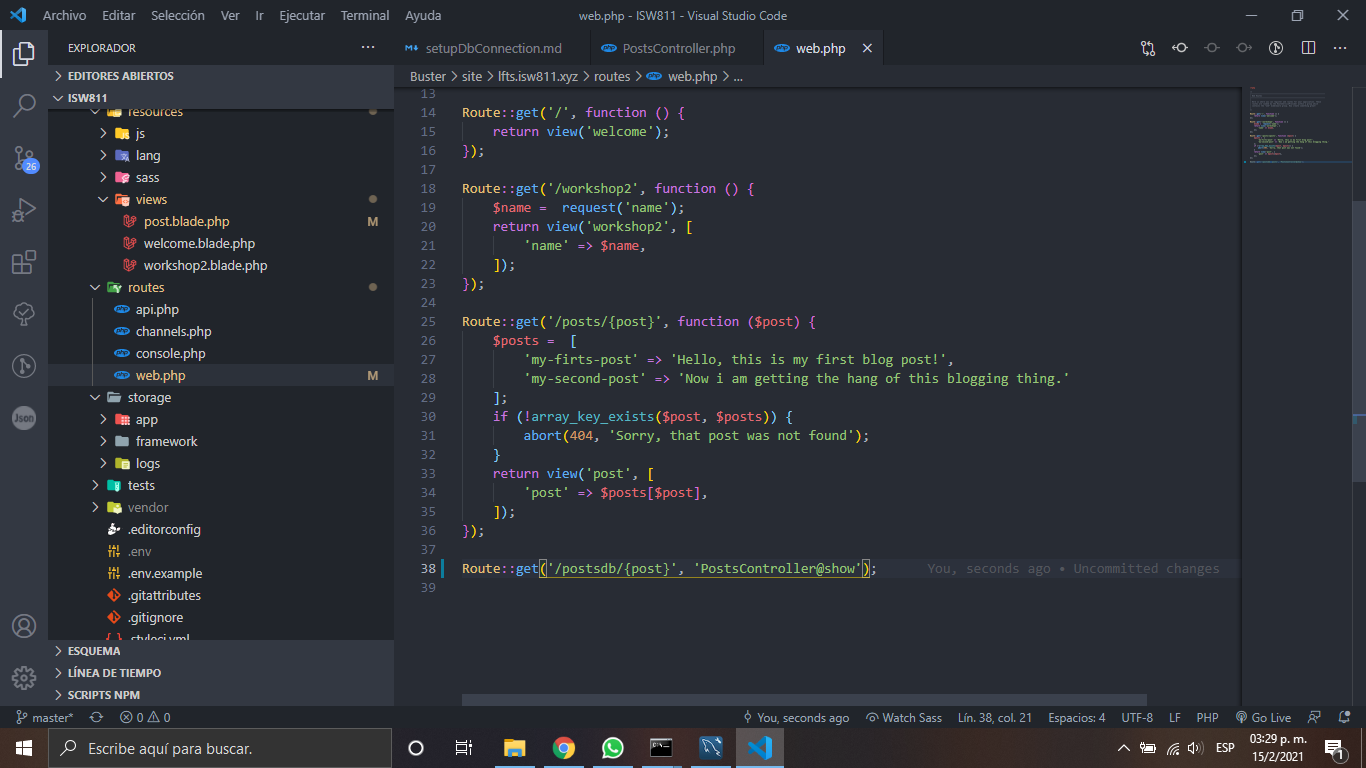 Archivo Editar Selección Ver Ir Ejecutar Terminal Ayuda
web.php - ISW811 - Visual Studio Code
EXPLORADOR
EDITORES ABIERTOS
ISW811
resources
js
lang
sass
views
post.blade.php M
welcome.blade.php
workshop2.blade.php
routes
api.php
channels.php
console.php
web.php M
storage
app
framework
logs
tests
vendor
.editorconfig
.env
.env.example
.gitattributes
.gitignore
.styleci.yml
ESQUEMA
LÍNEA DE TIEMPO
SCRIPTS NPM
26
Json
setupDbConnection.md PostsController.php web.php
Buster > site > lfts.isw811.xyz > routes > web.php > ...
13
14 Route::get('/', function () {
15 return view('welcome');
16 });
17
18 Route::get('/workshop2', function () {
19 $name =  request('name');
20 return view('workshop2', [
21 'name' => $name,
22 ]);
23 });
24
25 Route::get('/posts/{post}', function ($post) {
26 $posts =  [
27 'my-firts-post' => 'Hello, this is my first blog post!',
28 'my-second-post' => 'Now i am getting the hang of this blogging thing.'
29 ];
30 if (!array_key_exists($post, $posts)) {
31 abort(404, 'Sorry, that post was not found');
32 }
33 return view('post', [
34 'post' => $posts[$post],
35 ]);
36 });
37
38 Route::get('/postsdb/{post}', 'PostsController@show'); You, seconds ago • Uncommitted changes
39
master* 0 0 You, seconds ago Watch Sass Lín. 38, col. 21 Espacios: 4 UTF-8 LF PHP Go Live
Escribe aquí para buscar.
ESP
03:29 p. m.
15/2/2021
1